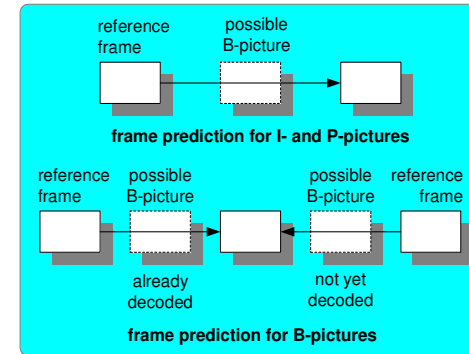 reference
frame
possible
B-picture
frame prediction for I- and P-pictures
reference
frame
possible
B-picture
possible
B-picture
reference
frame
already
decoded
not yet
decoded
frame prediction for B-pictures